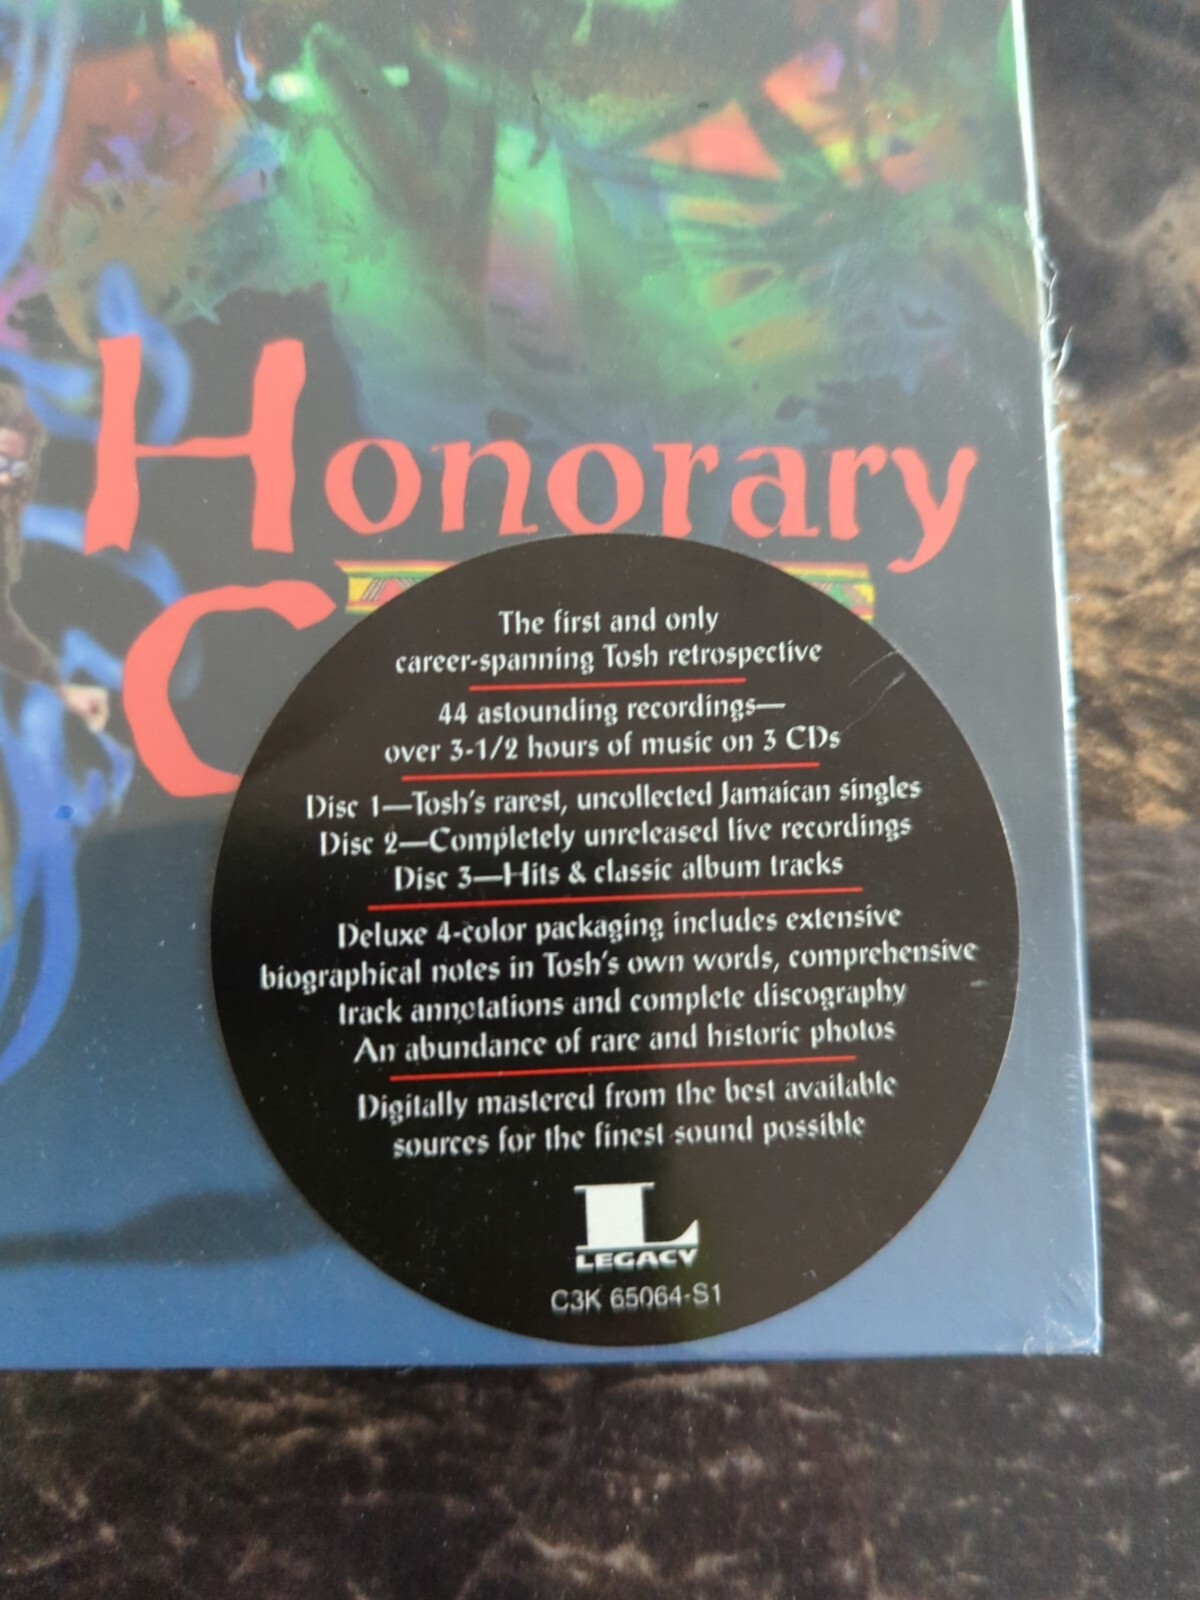 Honorary
C
The first and only
career-spanning Tosh retrospective
44 astounding recordings—
over 3-1/2 hours of music on 3 CDs
Disc 1—Tosh's rarest, uncollected Jamaican singles
Disc 2—Completely unreleased live recordings
Disc 3—Hits & classic album tracks
Deluxe 4-color packaging includes extensive
biographical notes in Tosh's own words, comprehensive
track annotations and complete discography
An abundance of rare and historic photos
Digitally mastered from the best available
sources for the finest sound possible
L
LEGACY
C3K 65064-S1